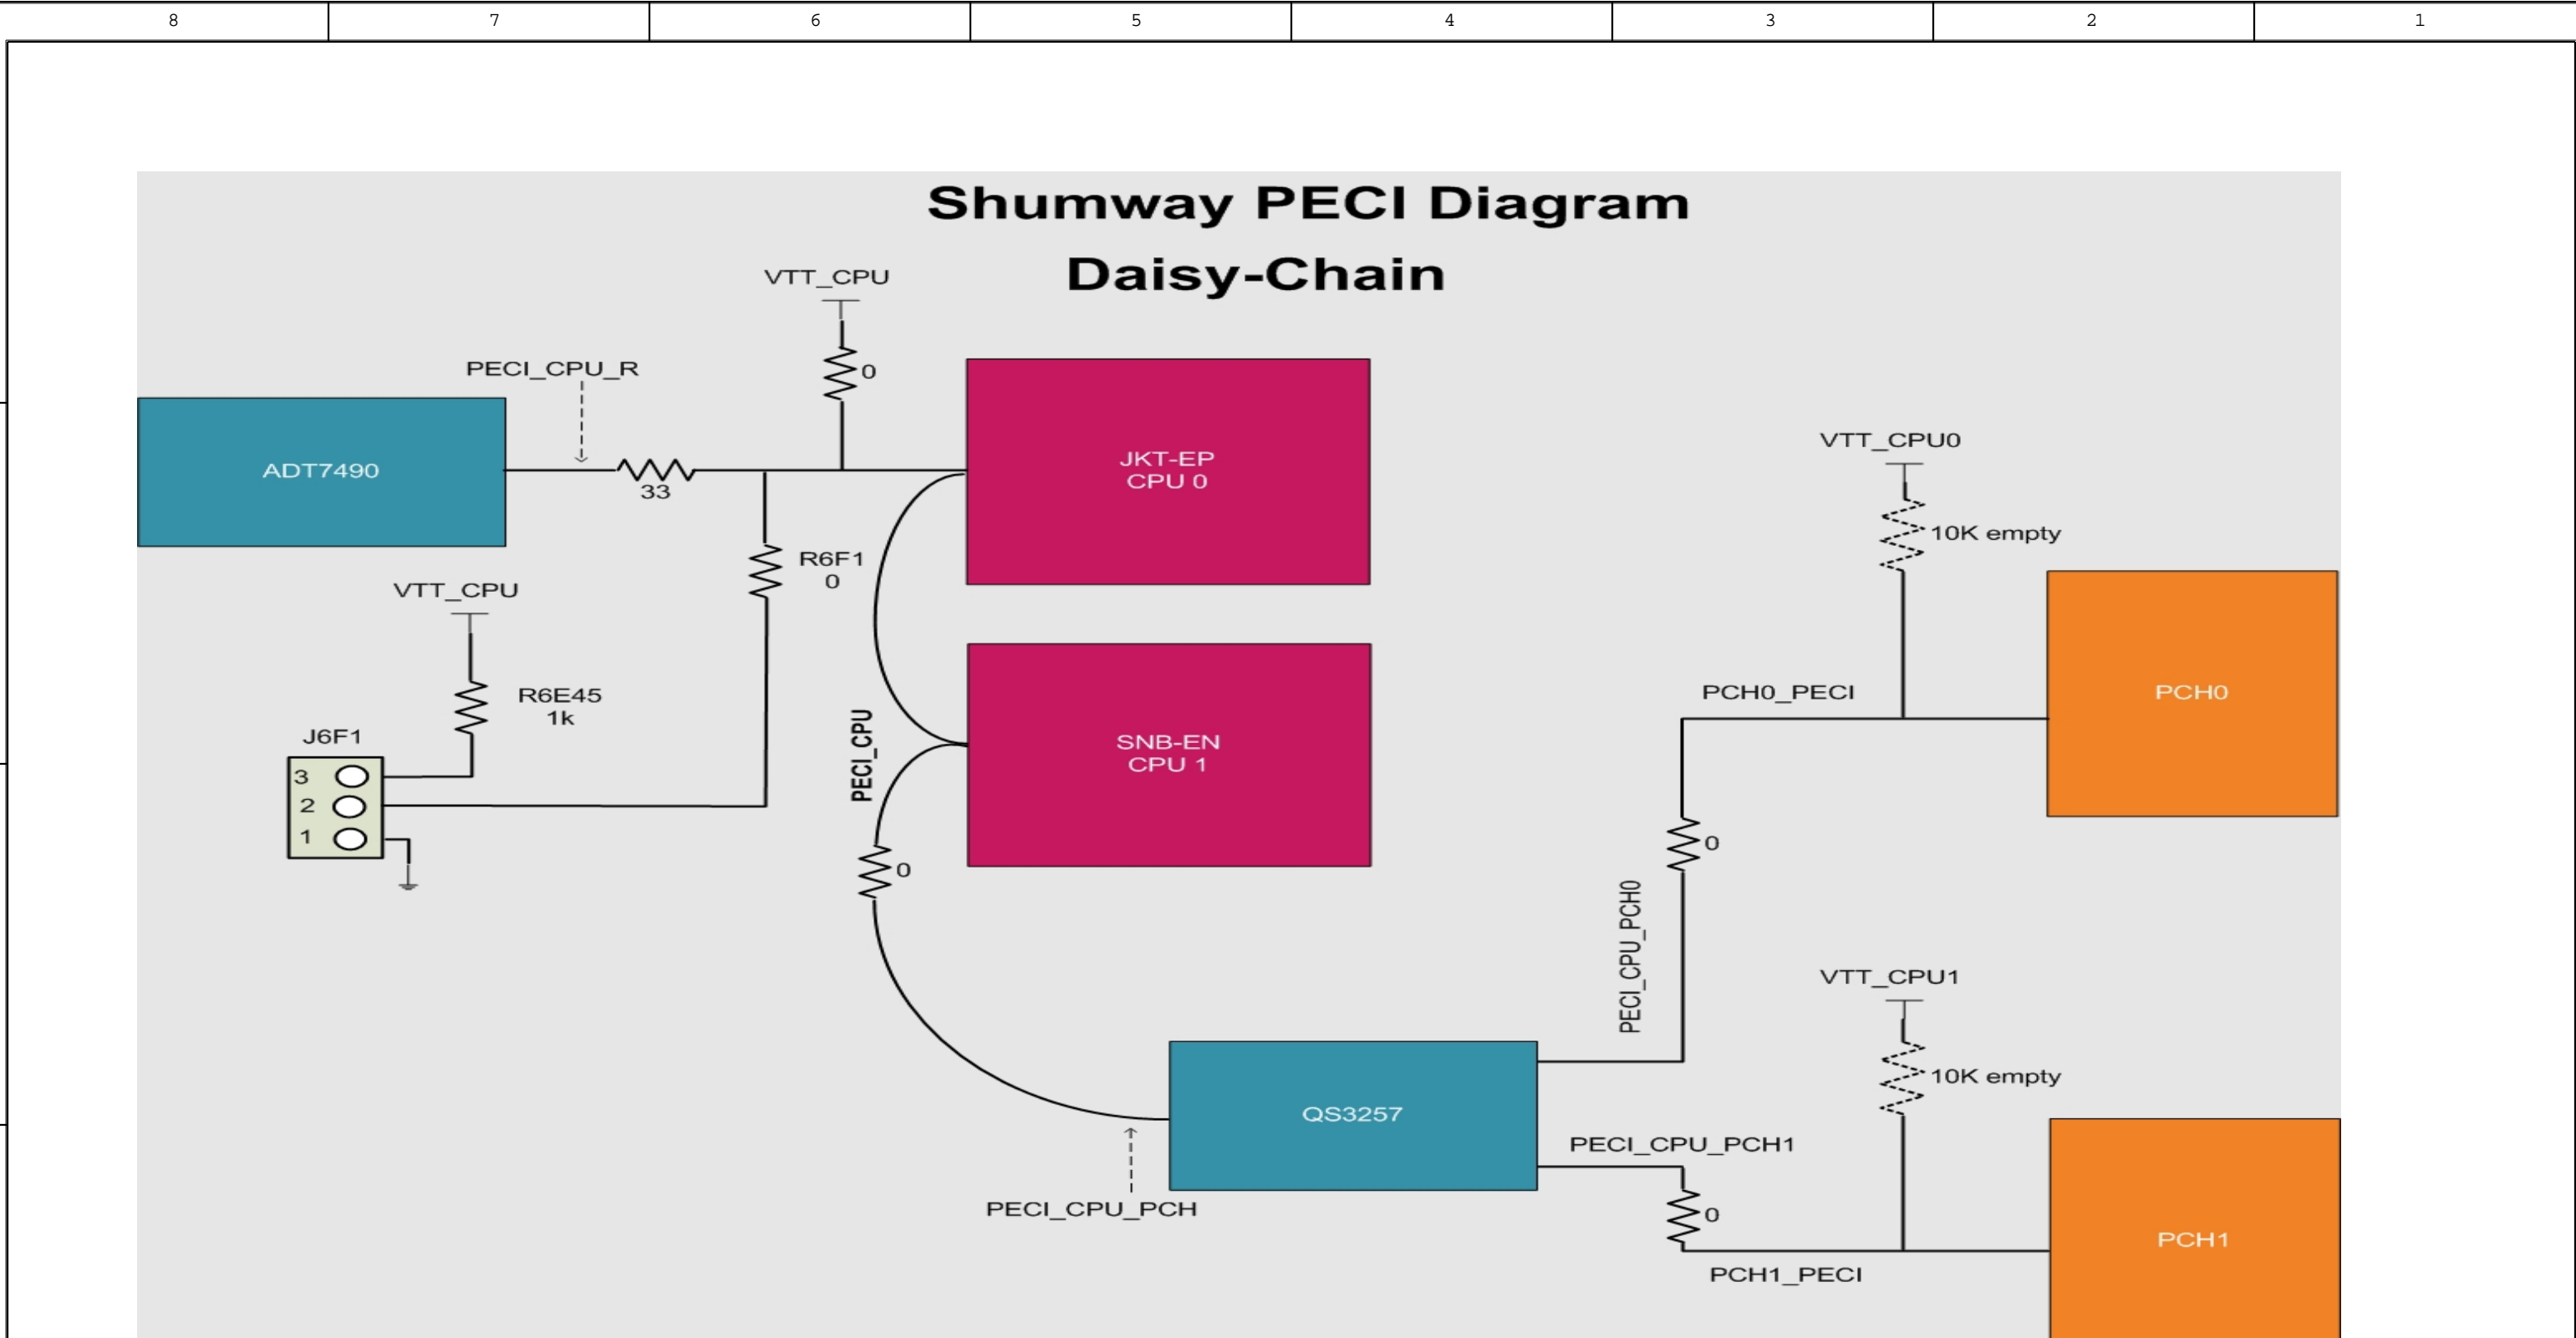 8 7 6 5 4 3 2 1
Shumway PECI Diagram
Daisy-Chain
VTT_CPU
0
PECI_CPU_R
ADT7490
33
JKT-EP
CPU 0
VTT_CPU0
10K empty
R6F1
0
VTT_CPU
R6E45
1k
J6F1
3
2
1
PECI_CPU
SNB-EN
CPU 1
0
PCH0_PECI
PCH0
0
PECI_CPU_PCH0
VTT_CPU1
10K empty
QS3257
PECI_CPU_PCH1
PECI_CPU_PCH
0
PCH1
PCH1_PECI